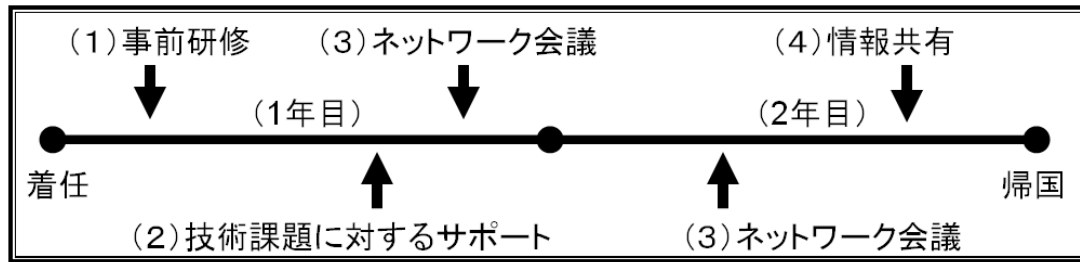 （1）事前研修
（3）ネットワーク会議
（4）情報共有
（1年目）
（2年目）
着任
帰国
（2）技術課題に対するサポート
（3）ネットワーク会議